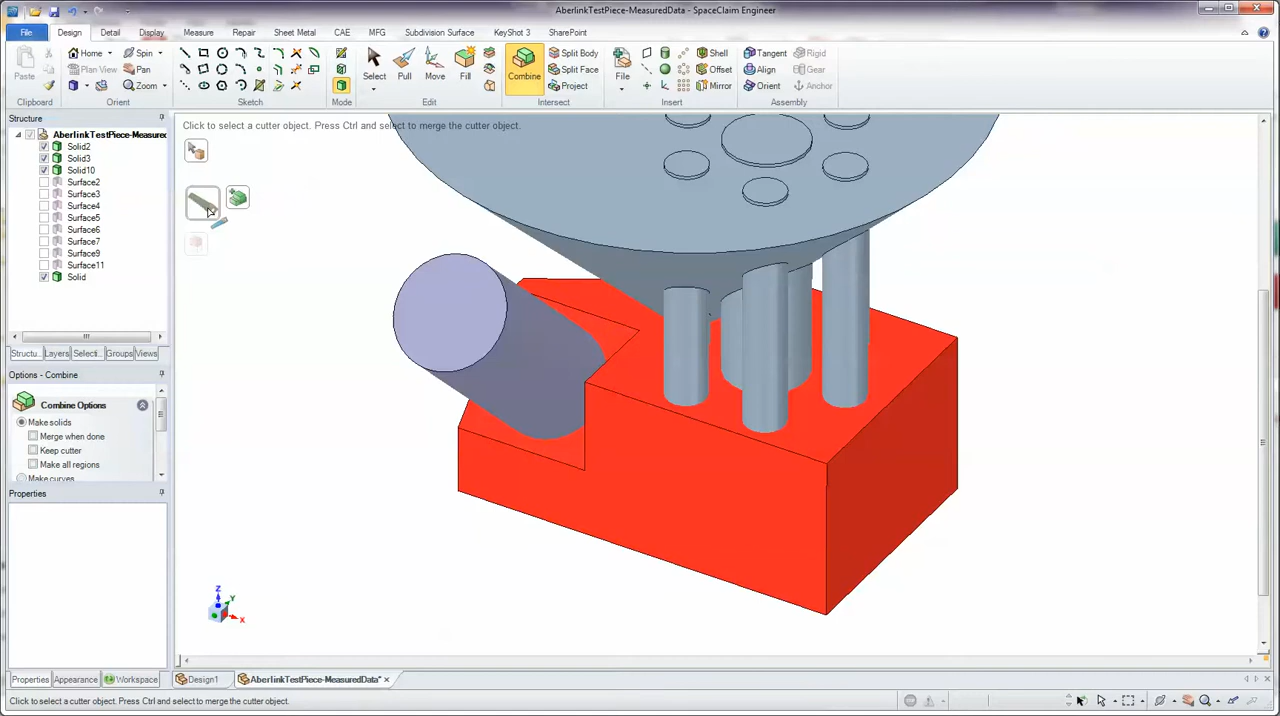 AberlinkTestPiece-MeasuredData - SpaceClaim Engineer
File Design Detail Display Measure Repair Sheet Metal CAE MFG Subdivision Surface KeyShot 3 SharePoint
Home Spin Split Body Shell Tangent Rigid
Plan View Pan Split Face Offset Align Gear
Paste Select Pull Move Fill Combine File
Zoom Project Mirror Orient Anchor
Clipboard Orient Sketch Mode Edit Intersect Insert Assembly
Structure
Click to select a cutter object. Press Ctrl and select to merge the cutter object.
AberlinkTestPiece-Measured
Solid2
Solid3
Solid10
Surface2
Surface3
Surface4
Surface5
Surface6
Surface7
Surface9
Surface11
Solid
Structu... Layers Selecti... Groups Views
Options - Combine
Combine Options
Make solids
Merge when done
Keep cutter
Make all regions
Make curves
Properties
Z
Y
X
Properties Appearance Workspace Design1 AberlinkTestPiece-MeasuredData*
Click to select a cutter object. Press Ctrl and select to merge the cutter object.